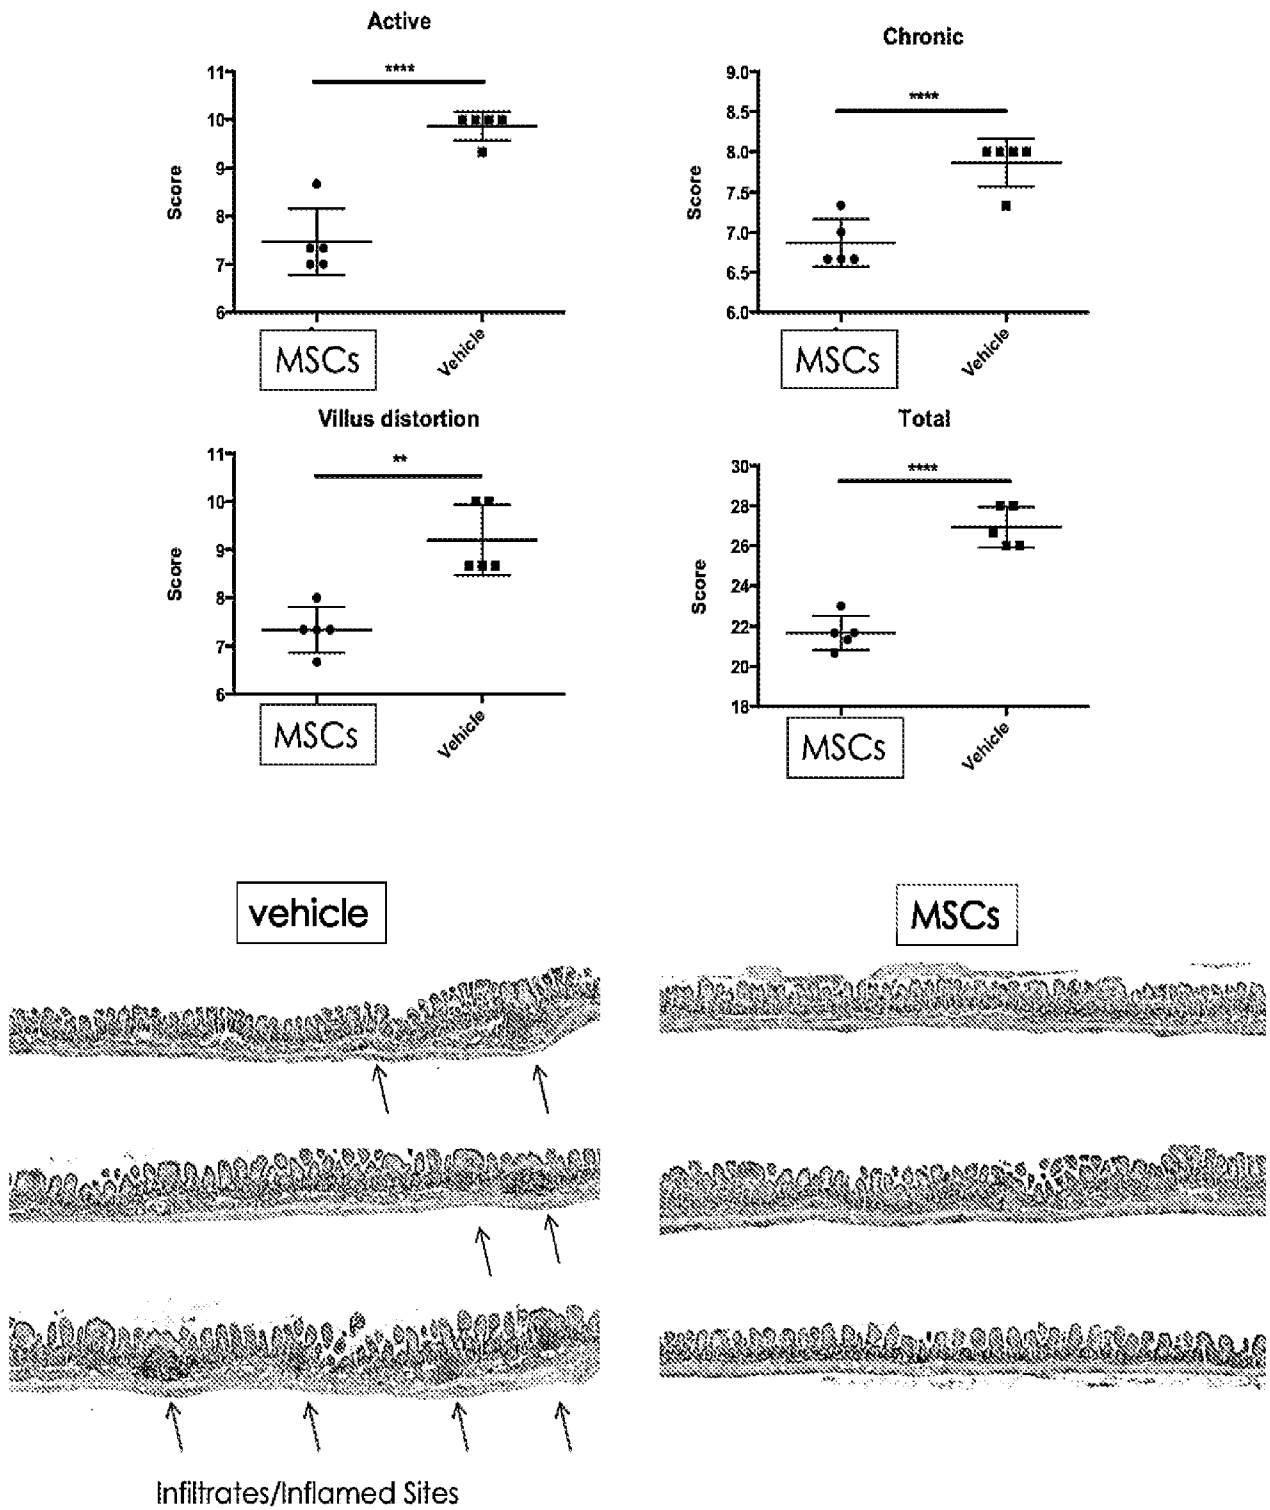 Active
****
11
10
9
8
7
6
Score
MSCs
Vehicle
Chronic
****
9.0
8.5
8.0
7.5
7.0
6.5
6.0
Score
MSCs
Vehicle
Villus distortion
**
11
10
9
8
7
6
Score
MSCs
Vehicle
Total
****
30
28
26
24
22
20
18
Score
MSCs
Vehicle
vehicle
MSCs
Infiltrates/Inflamed Sites